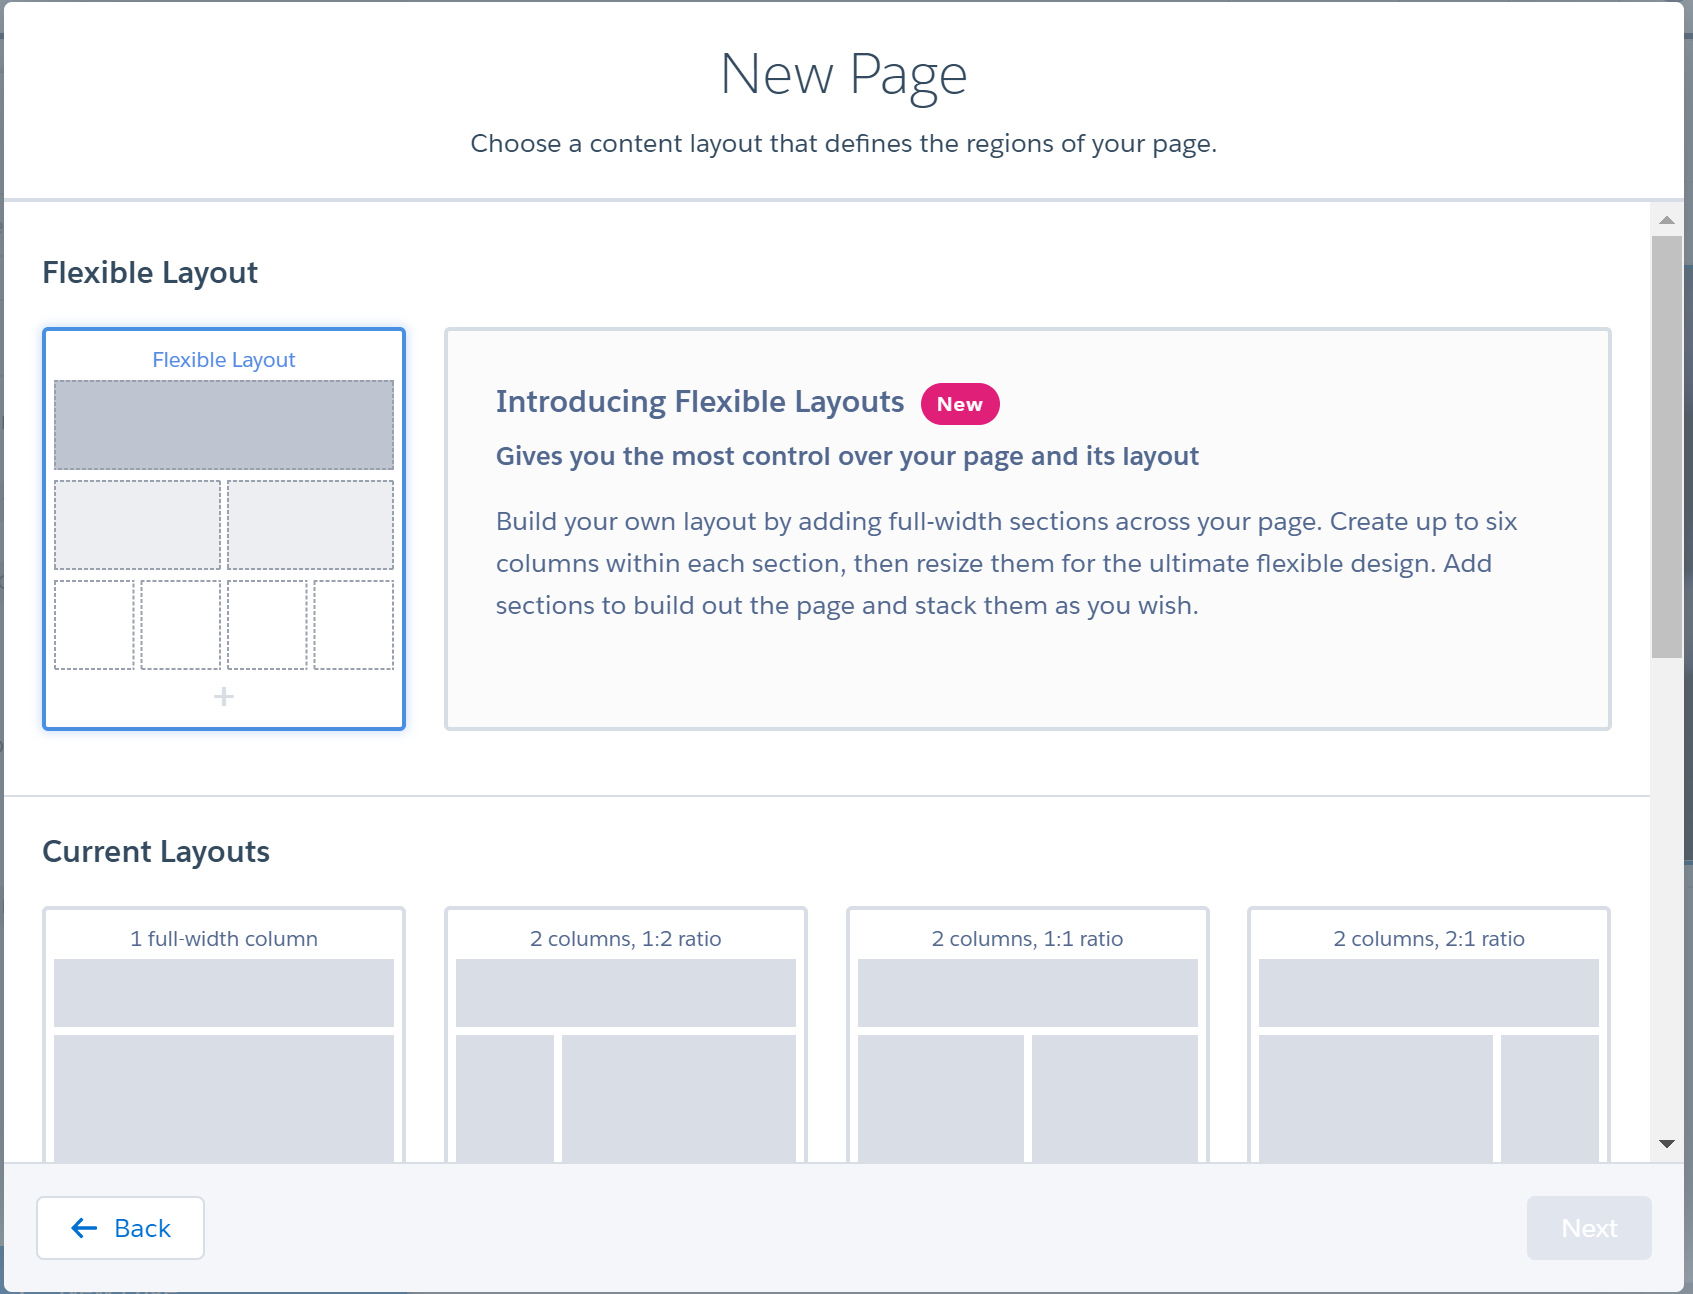 New Page
Choose a content layout that defines the regions of your page.
Flexible Layout
Flexible Layout
Introducing Flexible Layouts New
Gives you the most control over your page and its layout
Build your own layout by adding full-width sections across your page. Create up to six
columns within each section, then resize them for the ultimate flexible design. Add
sections to build out the page and stack them as you wish.
Current Layouts
1 full-width column
2 columns, 1:2 ratio
2 columns, 1:1 ratio
2 columns, 2:1 ratio
Back
Next